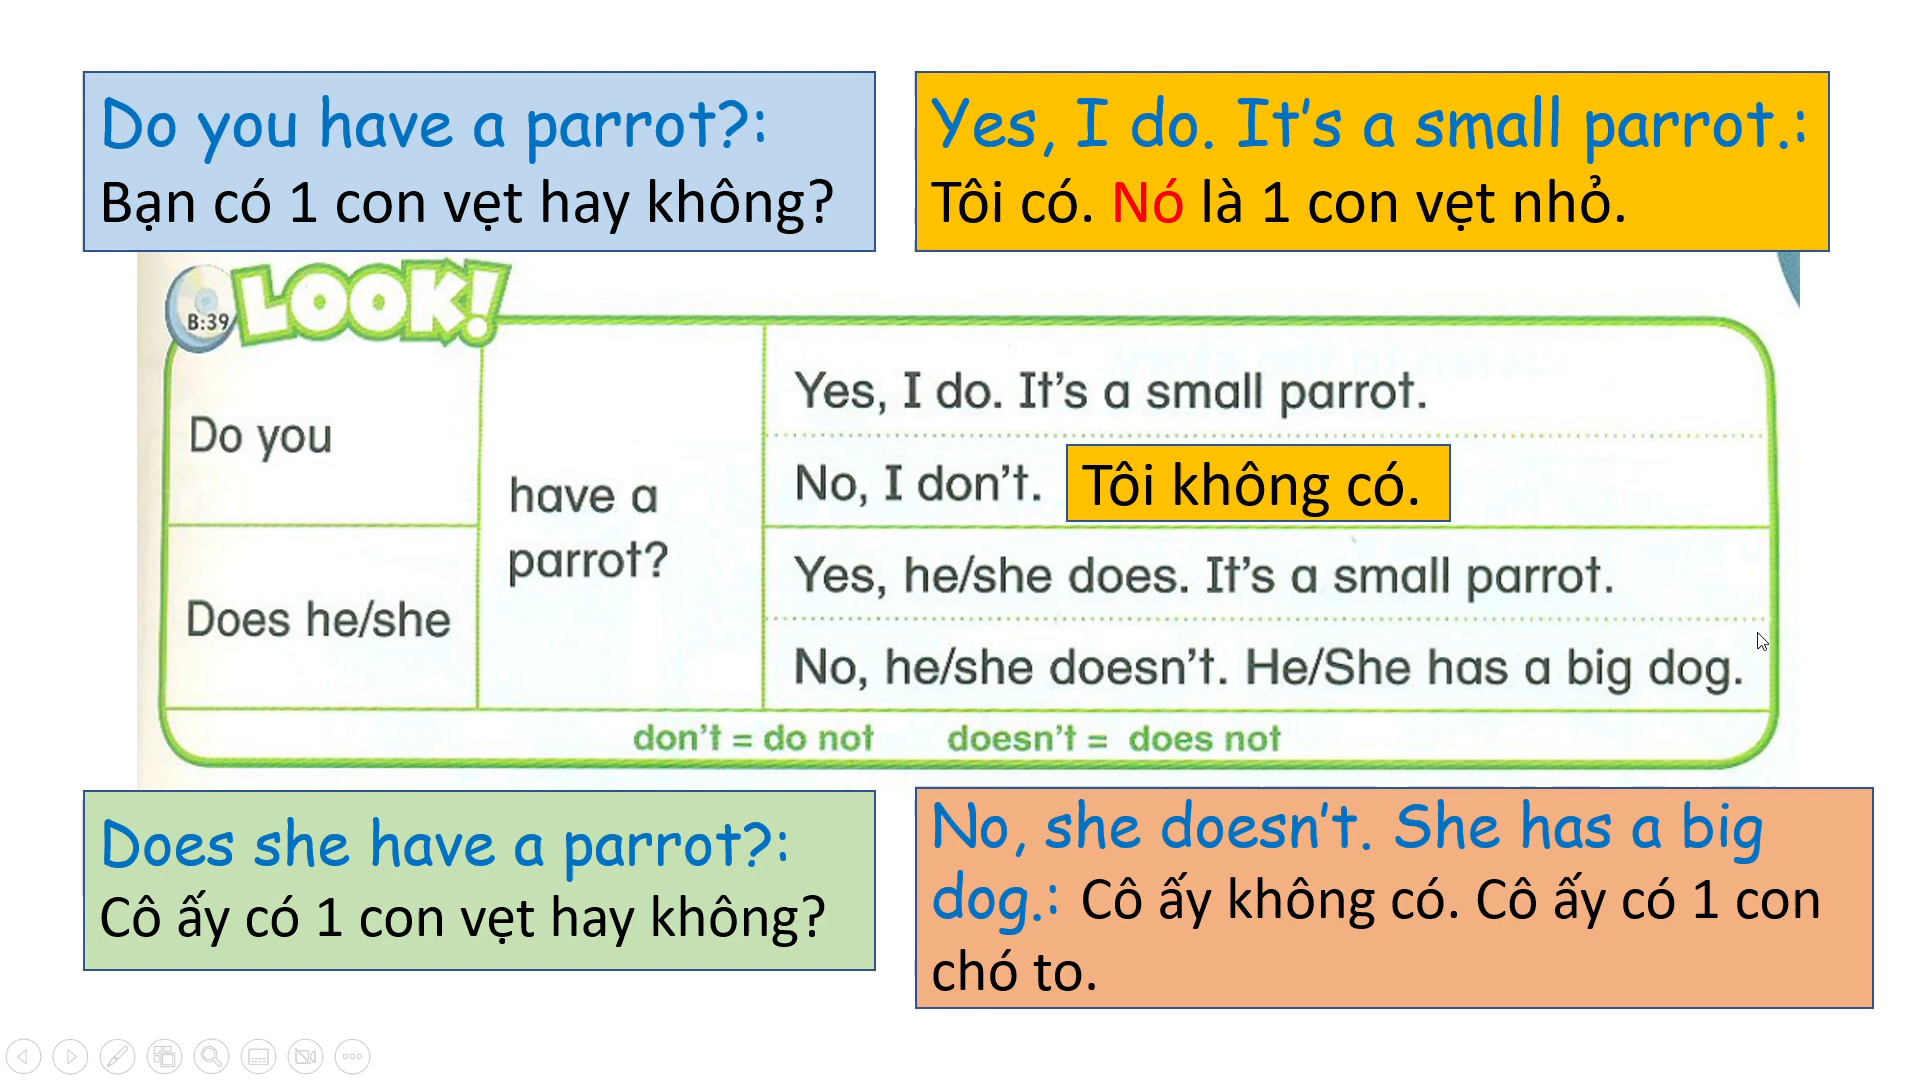 Do you have a parrot?:
Bạn có 1 con vẹt hay không?
Yes, I do. It's a small parrot.:
Tôi có. Nó là 1 con vẹt nhỏ.
B:39
LOOK!
Do you
have a
parrot?
Yes, I do. It's a small parrot.
No, I don't.
Tôi không có.
Does he/she
Yes, he/she does. It's a small parrot.
No, he/she doesn't. He/She has a big dog.
don't = do not doesn't = does not
Does she have a parrot?:
Cô ấy có 1 con vẹt hay không?
No, she doesn't. She has a big
dog.: Cô ấy không có. Cô ấy có 1 con
chó to.